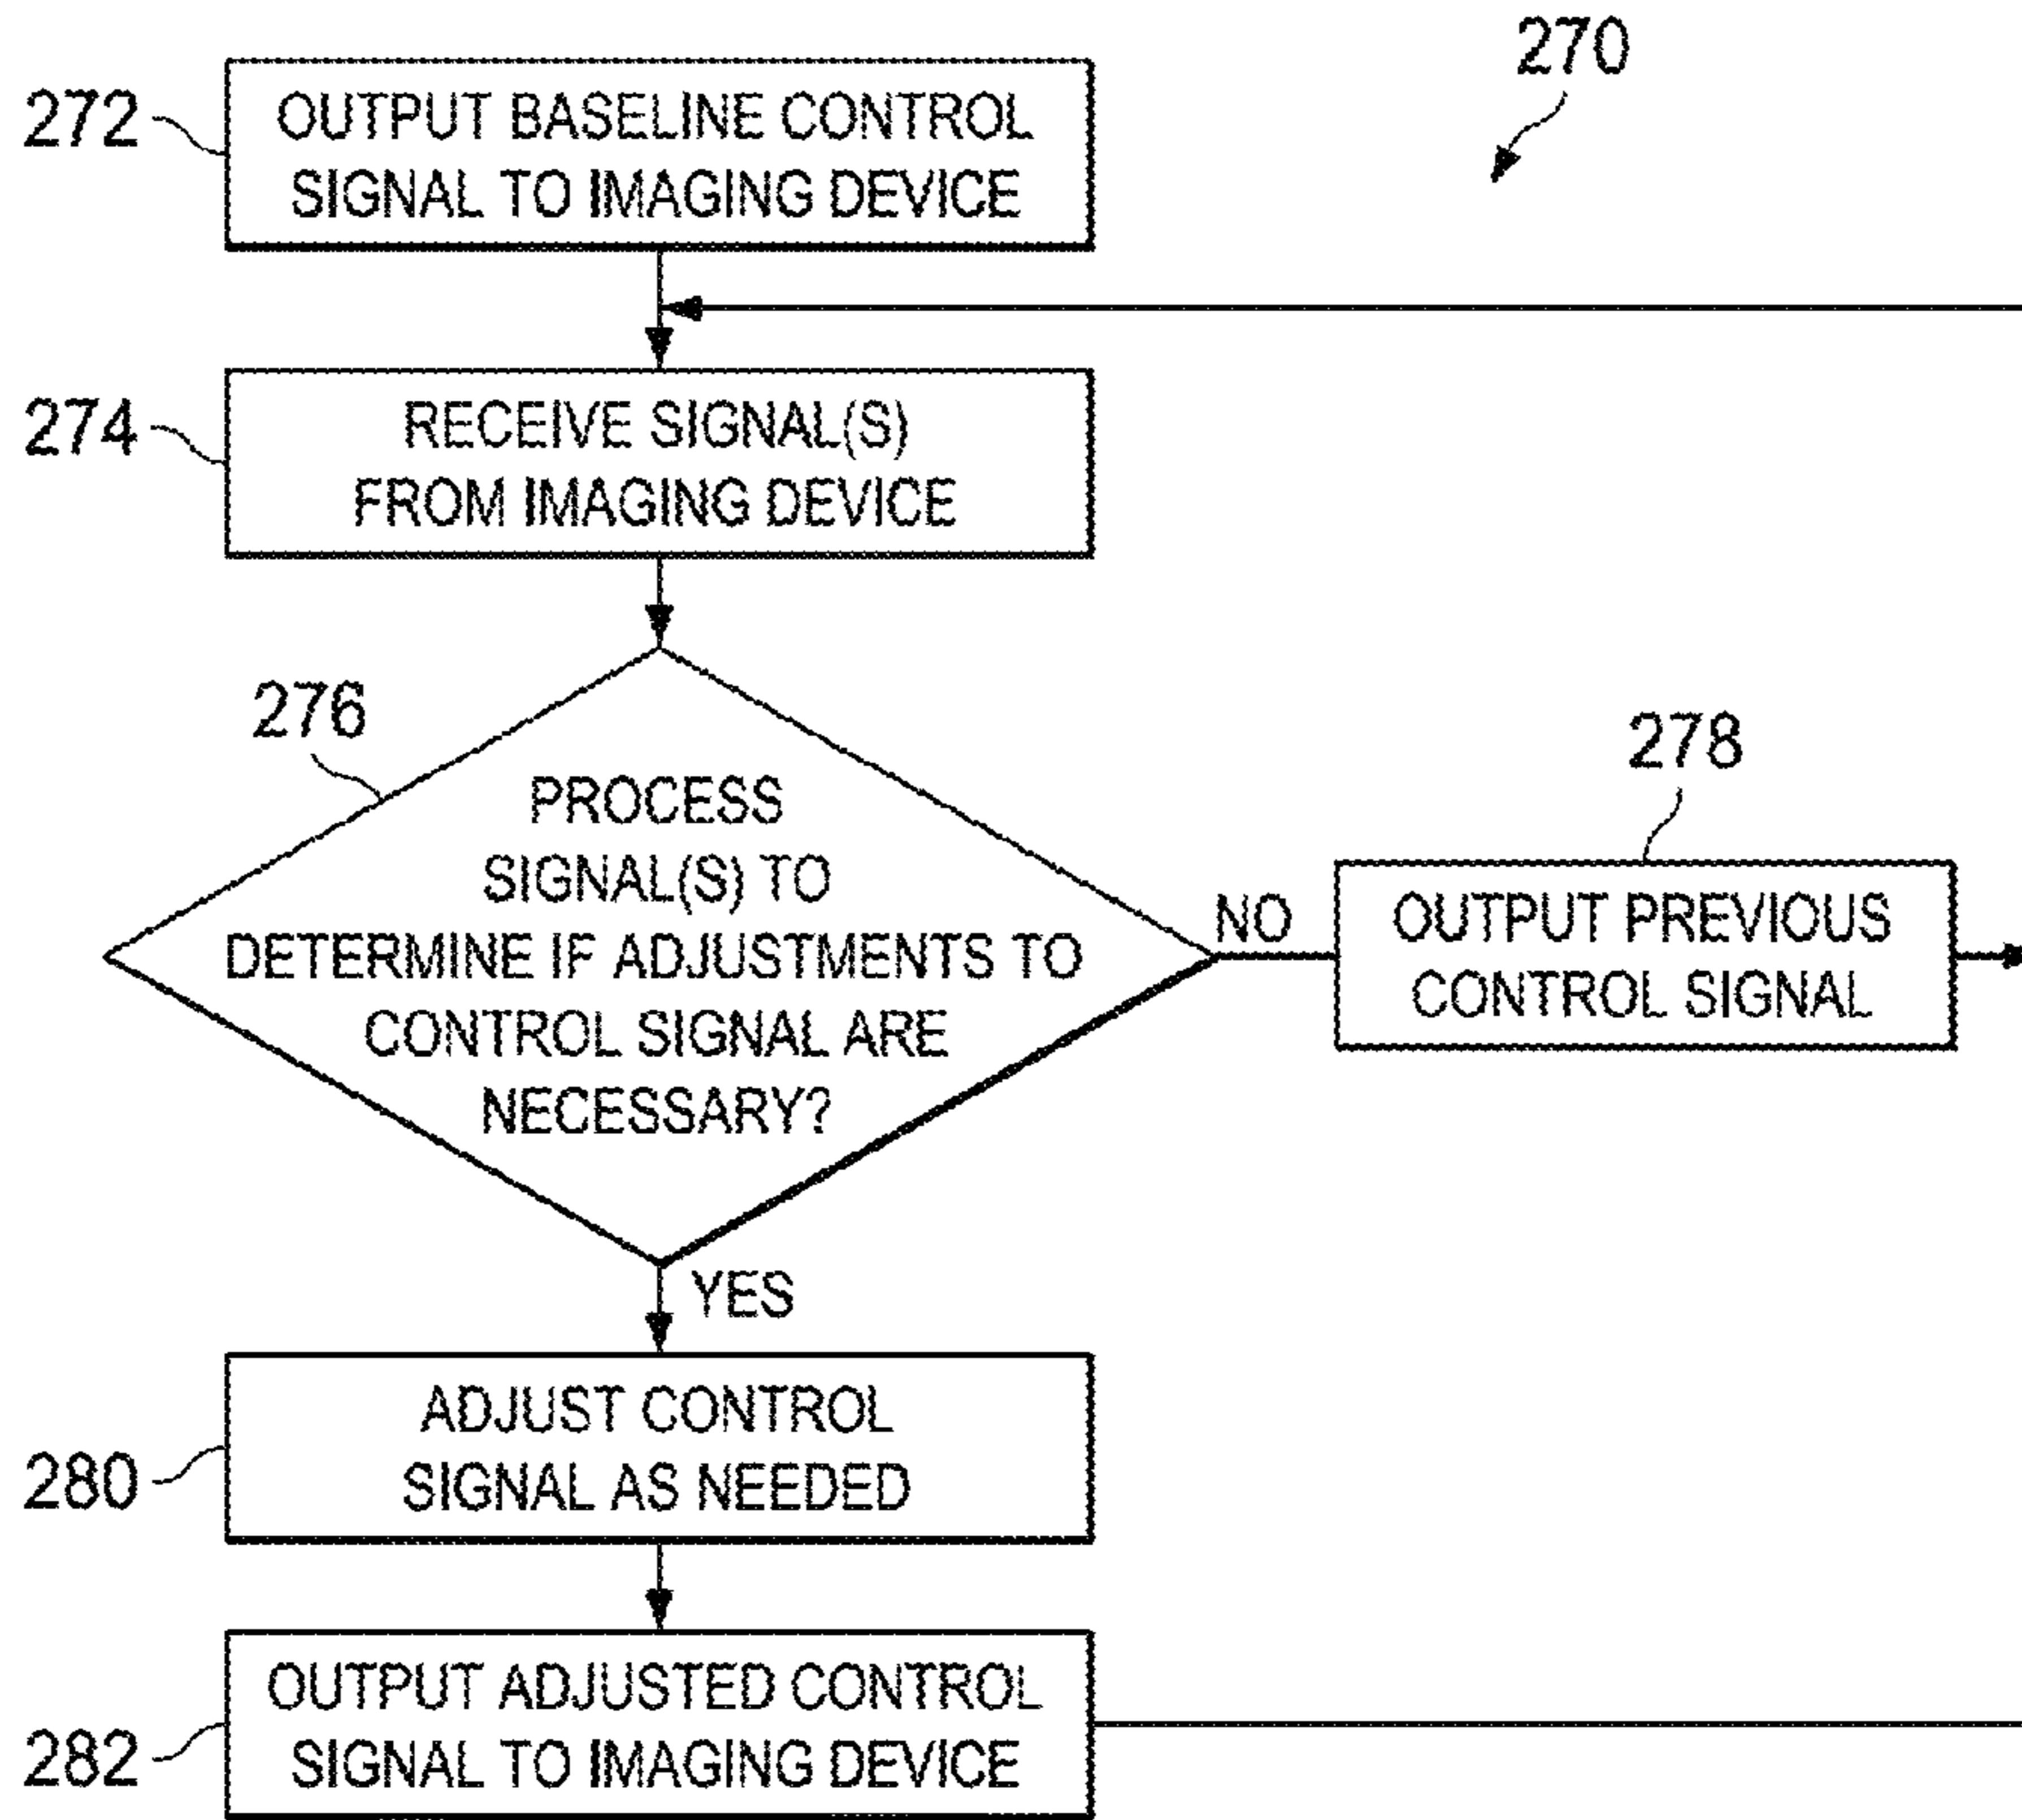 270
272
OUTPUT BASELINE CONTROL
SIGNAL TO IMAGING DEVICE
274
RECEIVE SIGNAL(S)
FROM IMAGING DEVICE
276
PROCESS
SIGNAL(S) TO
DETERMINE IF ADJUSTMENTS TO
CONTROL SIGNAL ARE
NECESSARY?
NO
278
OUTPUT PREVIOUS
CONTROL SIGNAL
YES
280
ADJUST CONTROL
SIGNAL AS NEEDED
282
OUTPUT ADJUSTED CONTROL
SIGNAL TO IMAGING DEVICE